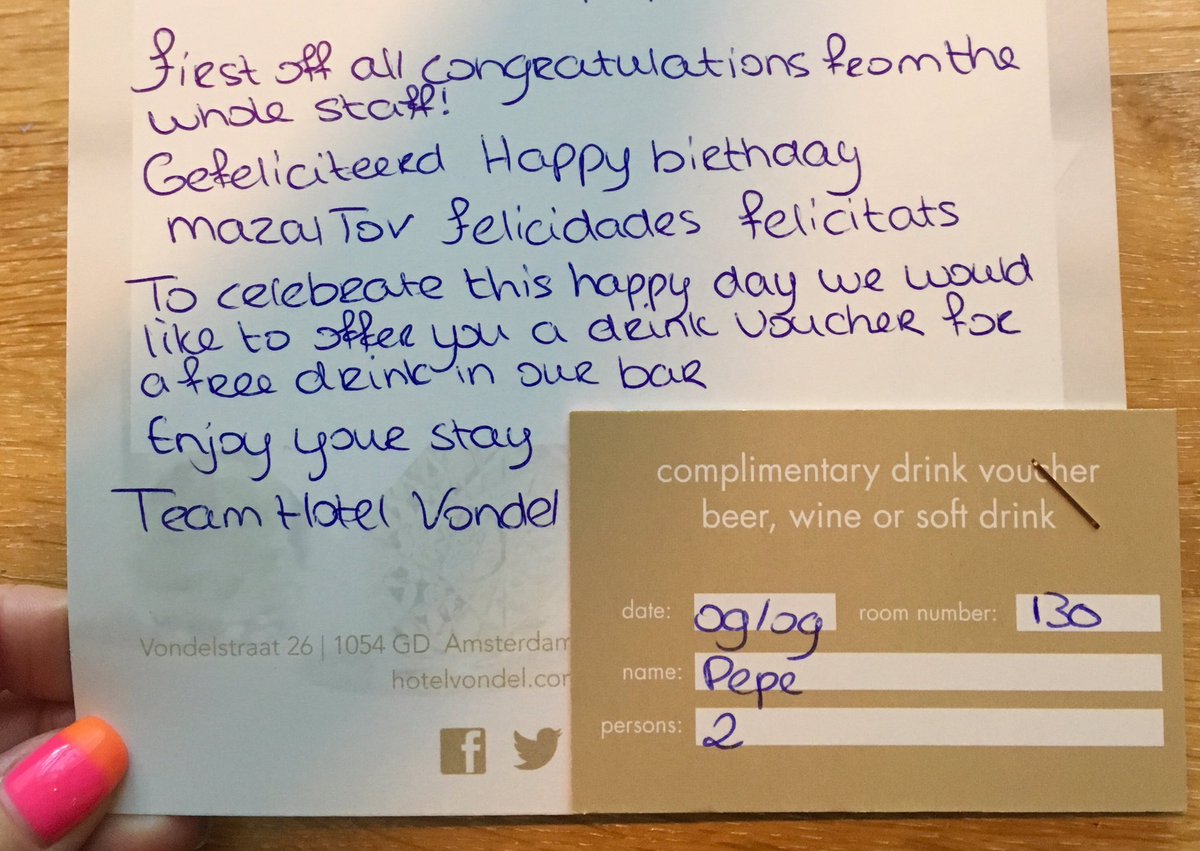 first off all congratulations from the
whole staff!
Gefeliciteerd Happy birthday
mazal Tov felicidades felicitats
To celebrate this happy day we would
like to offer you a drink voucher for
a free drink in our bar
Enjoy your stay
Team Hotel Vondel
complimentary drink voucher
beer, wine or soft drink
date: 09/09 room number: 130
name: Pepe
persons: 2
Vondelstraat 26 | 1054 GD Amsterdam
hotelvondel.com